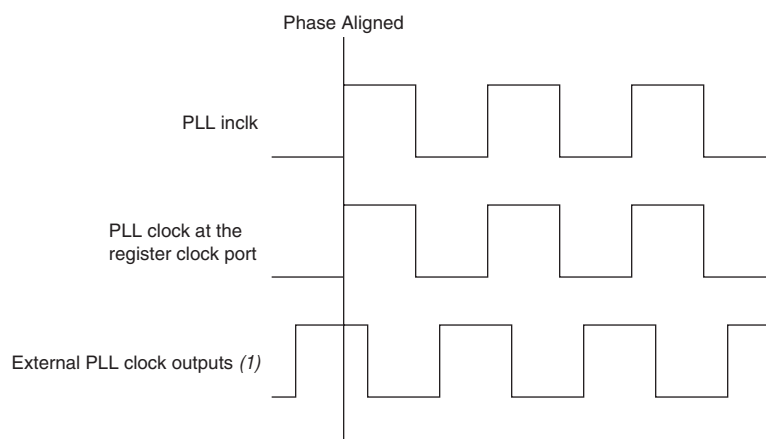 Phase Aligned
PLL inclk
PLL clock at the
register clock port
External PLL clock outputs (1)